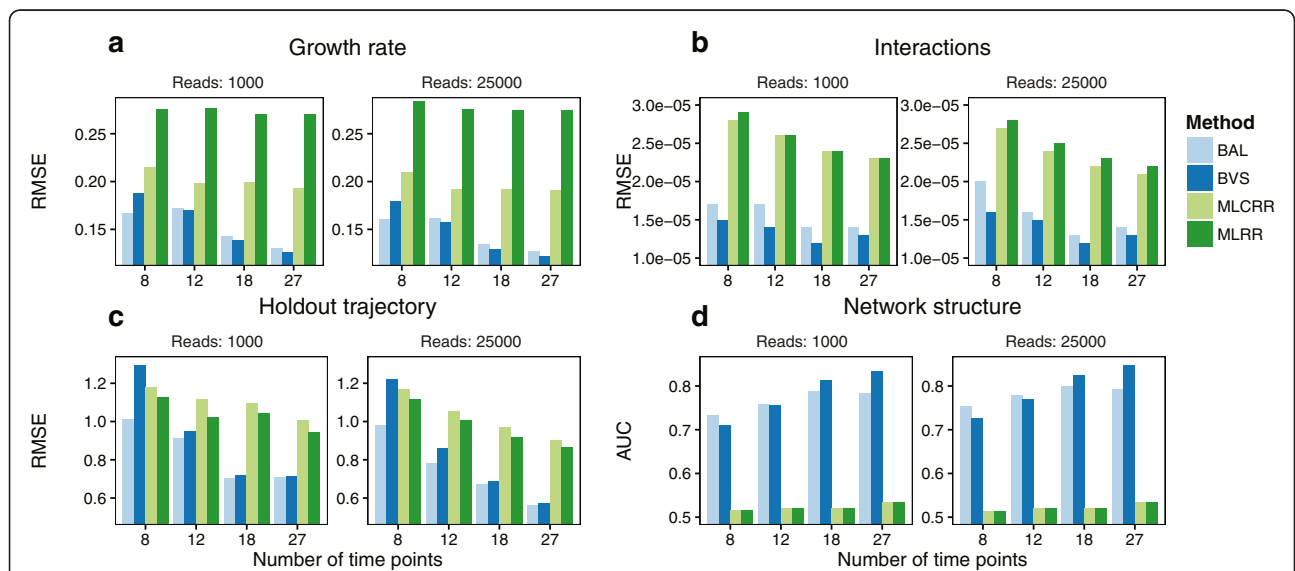 a
Growth rate
Reads: 1000
Reads: 25000
RMSE
0.25
0.20
0.15
0.25
0.20
0.15
8 12 18 27
8 12 18 27
b
Interactions
Reads: 1000
Reads: 25000
RMSE
3.0e−05
2.5e−05
2.0e−05
1.5e−05
1.0e−05
3.0e−05
2.5e−05
2.0e−05
1.5e−05
1.0e−05
8 12 18 27
8 12 18 27
Method
BAL
BVS
MLCRR
MLRR
c
Holdout trajectory
Reads: 1000
Reads: 25000
RMSE
1.2
1.0
0.8
0.6
1.2
1.0
0.8
0.6
8 12 18 27
8 12 18 27
Number of time points
d
Network structure
Reads: 1000
Reads: 25000
AUC
0.8
0.7
0.6
0.5
0.8
0.7
0.6
0.5
8 12 18 27
8 12 18 27
Number of time points